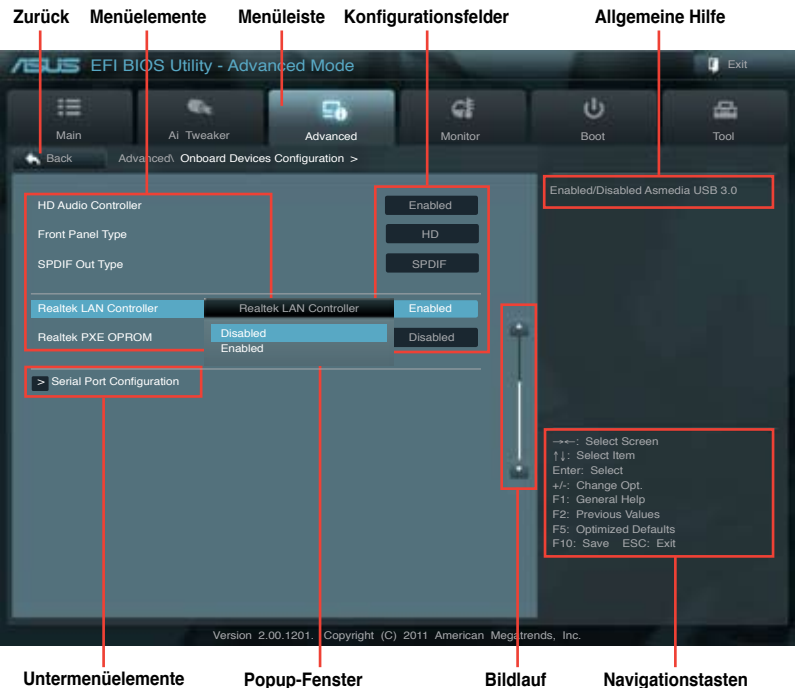 Zurück Menüelemente Menüleiste Konfigurationsfelder Allgemeine Hilfe
ASUS EFI BIOS Utility - Advanced Mode Exit
Main Ai Tweaker Advanced Monitor Boot Tool
Back Advanced\ Onboard Devices Configuration >
Enabled/Disabled Asmedia USB 3.0
HD Audio Controller Enabled
Front Panel Type HD
SPDIF Out Type SPDIF
Realtek LAN Controller Realtek LAN Controller Enabled
Realtek PXE OPROM Disabled Disabled
Enabled
> Serial Port Configuration
→←: Select Screen
↑↓: Select Item
Enter: Select
+/-: Change Opt.
F1: General Help
F2: Previous Values
F5: Optimized Defaults
F10: Save ESC: Exit
Version 2.00.1201. Copyright (C) 2011 American Megatrends, Inc.
Untermenüelemente Popup-Fenster Bildlauf Navigationstasten